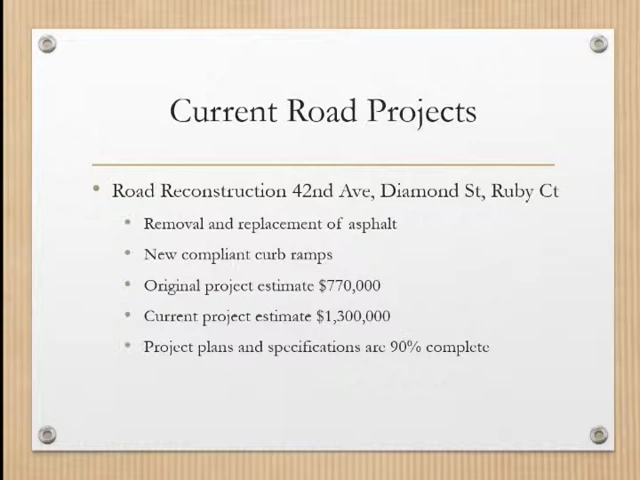 Current Road Projects
• Road Reconstruction 42nd Ave, Diamond St, Ruby Ct
• Removal and replacement of asphalt
• New compliant curb ramps
• Original project estimate $770,000
• Current project estimate $1,300,000
• Project plans and specifications are 90% complete